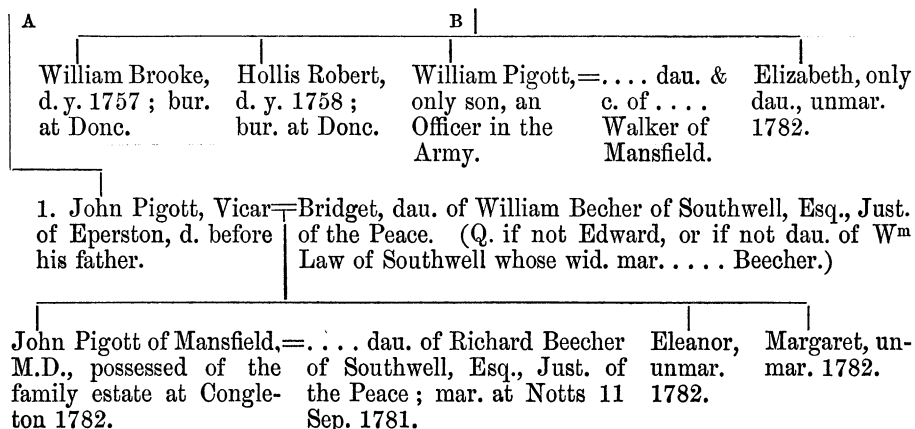 A B
William Brooke, d. y. 1757 ; bur. at Donc.
Hollis Robert, d. y. 1758 ; bur. at Donc.
William Pigott,=.... dau. & only son, an c. of .... Officer in the Walker of Army. Mansfield.
Elizabeth, only dau., unmar. 1782.
1. John Pigott, Vicar=Bridget, dau. of William Becher of Southwell, Esq., Just.
of Eperston, d. before of the Peace. (Q. if not Edward, or if not dau. of Wᵐ
his father. Law of Southwell whose wid. mar..... Beecher.)
John Pigott of Mansfield,=.... dau. of Richard Beecher Eleanor, Margaret, un-
M.D., possessed of the of Southwell, Esq., Just. of unmar. mar. 1782.
family estate at Congle- the Peace ; mar. at Notts 11 1782.
ton 1782. Sep. 1781.